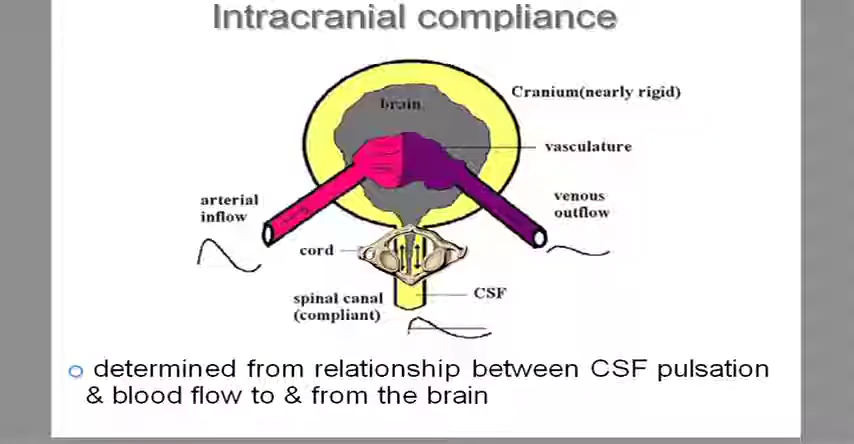 Intracranial compliance
brain
Cranium(nearly rigid)
vasculature
arterial
inflow
venous
outflow
cord
CSF
spinal canal
(compliant)
determined from relationship between CSF pulsation
& blood flow to & from the brain